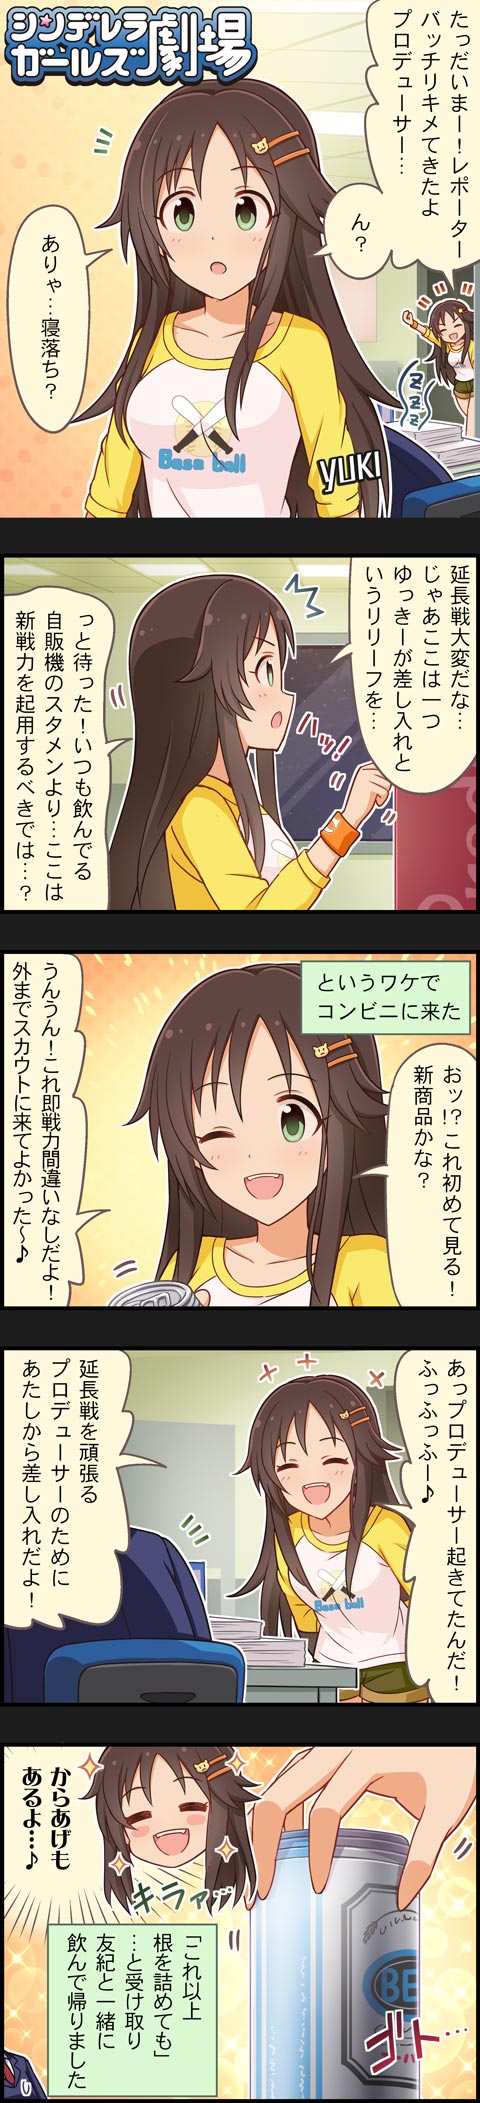 シンデレラ
ガールズ劇場
たっだいまー！レポーター
バッチリキメてきたよ
プロデューサー…
ん？
ありゃ…寝落ち？
ZZZ
Base ball
YUKI
延長戦大変だな…
じゃあここは一つ
ゆっきーが差し入れと
いうリリーフを…
ハッ！
っと待った！いつも飲んでる
自販機のスタメンより…ここは
新戦力を起用するべきでは…？
というワケで
コンビニに来た
おッ!?これ初めて見る！
新商品かな？
うんうん！これ即戦力間違いなしだよ！
外までスカウトに来てよかった～♪
あっプロデューサー起きてたんだ！
ふっふっふー♪
延長戦を頑張る
プロデューサーのために
あたしから差し入れだよ！
Base ball
からあげも
あるよ…♪
キラァ…
BE
ゴト…
「これ以上
根を詰めても」
…と受け取り
友紀と一緒に
飲んで帰りました